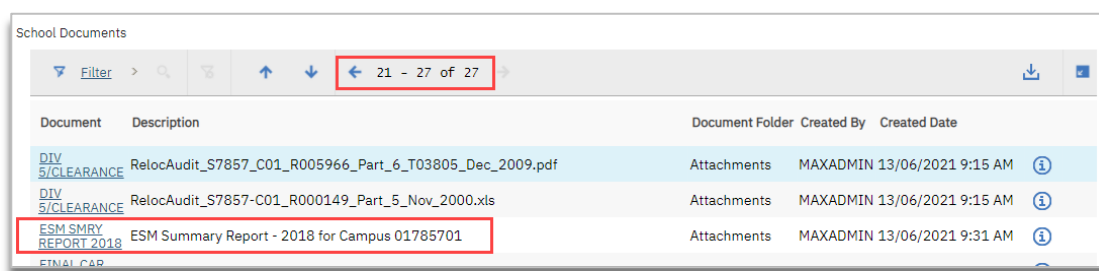 School Documents
Filter > 21 - 27 of 27
Document Description Document Folder Created By Created Date
DIV
5/CLEARANCE RelocAudit_S7857_C01_R005966_Part_6_T03805_Dec_2009.pdf Attachments MAXADMIN 13/06/2021 9:15 AM
DIV
5/CLEARANCE RelocAudit_S7857-C01_R000149_Part_5_Nov_2000.xls Attachments MAXADMIN 13/06/2021 9:15 AM
ESM SMRY
REPORT 2018 ESM Summary Report - 2018 for Campus 01785701 Attachments MAXADMIN 13/06/2021 9:31 AM
FINAL CAR